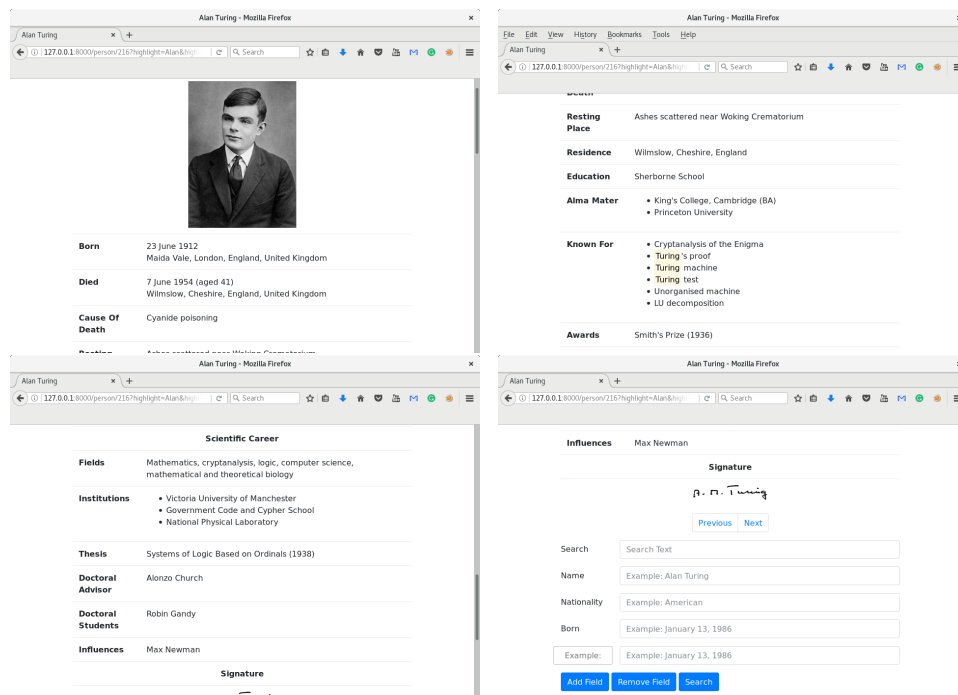 Alan Turing - Mozilla Firefox
Alan Turing
127.0.0.1:8000/person/216?highlight=Alan&high
Search
Born
23 June 1912
Maida Vale, London, England, United Kingdom
Died
7 June 1954 (aged 41)
Wilmslow, Cheshire, England, United Kingdom
Cause Of
Death
Cyanide poisoning
Resting
Ashes scattered near Woking Crematorium
Alan Turing - Mozilla Firefox
File Edit View History Bookmarks Tools Help
Alan Turing
127.0.0.1:8000/person/216?highlight=Alan&high
Search
Death
Resting
Place
Ashes scattered near Woking Crematorium
Residence
Wilmslow, Cheshire, England
Education
Sherborne School
Alma Mater
• King's College, Cambridge (BA)
• Princeton University
Known For
• Cryptanalysis of the Enigma
• Turing's proof
• Turing machine
• Turing test
• Unorganised machine
• LU decomposition
Awards
Smith's Prize (1936)
Alan Turing - Mozilla Firefox
Alan Turing
127.0.0.1:8000/person/216?highlight=Alan&high
Search
Scientific Career
Fields
Mathematics, cryptanalysis, logic, computer science,
mathematical and theoretical biology
Institutions
• Victoria University of Manchester
• Government Code and Cypher School
• National Physical Laboratory
Thesis
Systems of Logic Based on Ordinals (1938)
Doctoral
Advisor
Alonzo Church
Doctoral
Students
Robin Gandy
Influences
Max Newman
Signature
Alan Turing - Mozilla Firefox
Alan Turing
127.0.0.1:8000/person/216?highlight=Alan&high
Search
Influences
Max Newman
Signature
A. M. Turing
Previous Next
Search
Search Text
Name
Example: Alan Turing
Nationality
Example: American
Born
Example: January 13, 1986
Example:
Example: January 13, 1986
Add Field Remove Field Search